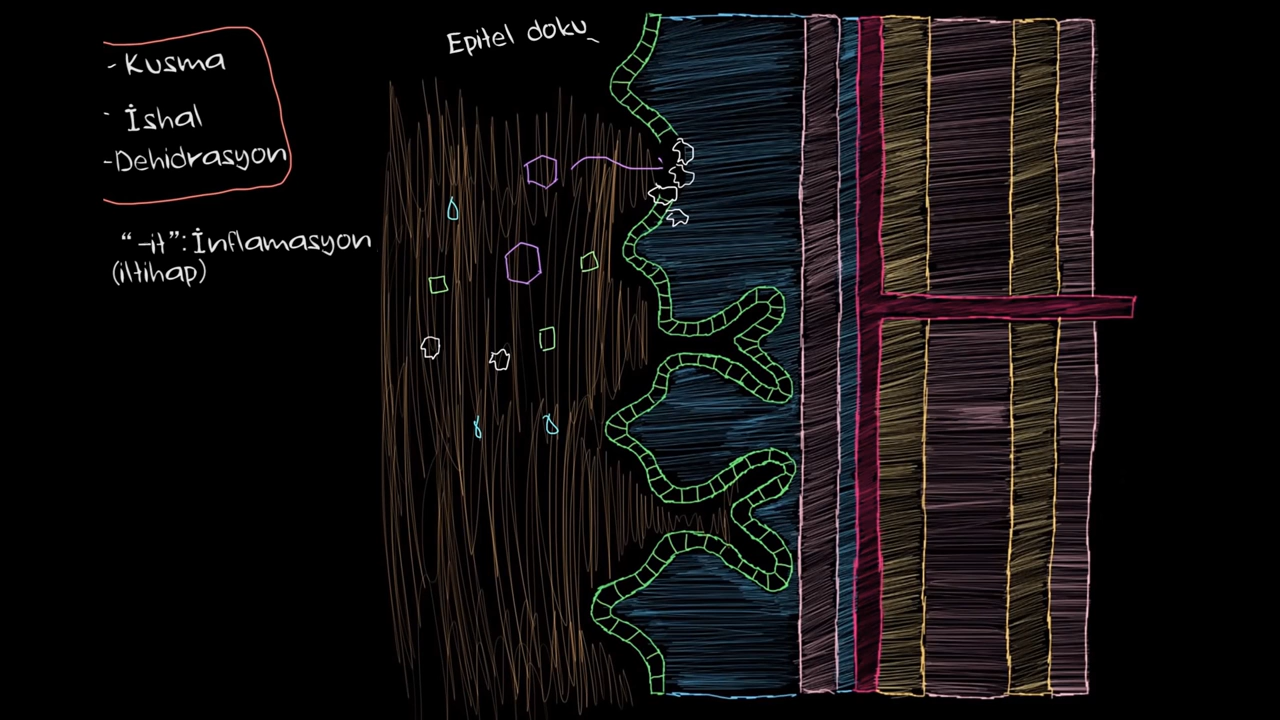 - Kusma
- İshal
- Dehidrasyon
"-it": İnflamasyon
(iltihap)
Epitel doku